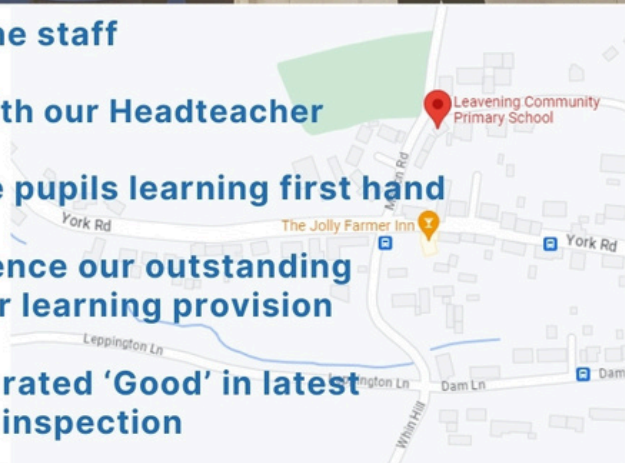 ne staff
th our Headteacher
e pupils learning first hand
ence our outstanding
r learning provision
rated ‘Good’ in latest
inspection
Leavening Community
Primary School
York Rd
The Jolly Farmer Inn
York Rd
Leppington Ln
Leppington Ln
Dam Ln
Dam
Whin Hill